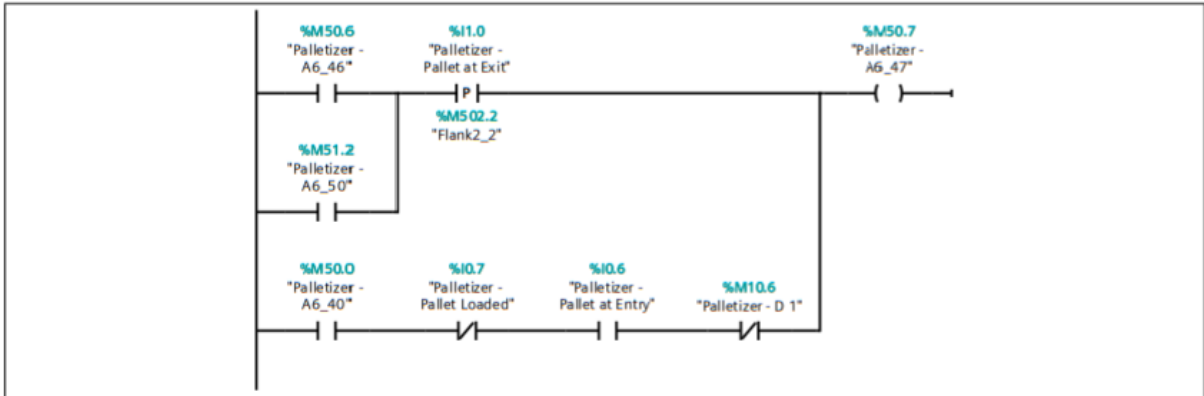 %M50.6
"Palletizer -
A6_46"
%I1.0
"Palletizer -
Pallet at Exit"
P
%M502.2
"Flank2_2"
%M50.7
"Palletizer -
A6_47"
%M51.2
"Palletizer -
A6_50"
%M50.0
"Palletizer -
A6_40"
%I0.7
"Palletizer -
Pallet Loaded"
%I0.6
"Palletizer -
Pallet at Entry"
%M10.6
"Palletizer - D 1"